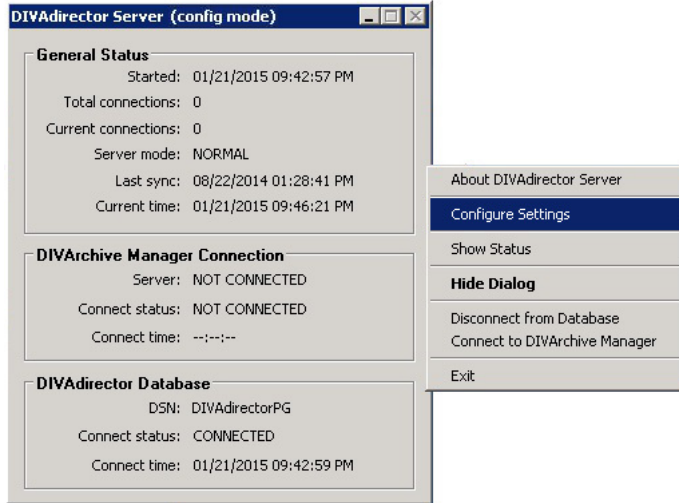 DIVAdirector Server (config mode)
General Status
Started: 01/21/2015 09:42:57 PM
Total connections: 0
Current connections: 0
Server mode: NORMAL
Last sync: 08/22/2014 01:28:41 PM
Current time: 01/21/2015 09:46:21 PM
DIVArchive Manager Connection
Server: NOT CONNECTED
Connect status: NOT CONNECTED
Connect time: --:--:--
DIVAdirector Database
DSN: DIVAdirectorPG
Connect status: CONNECTED
Connect time: 01/21/2015 09:42:59 PM
About DIVAdirector Server
Configure Settings
Show Status
Hide Dialog
Disconnect from Database
Connect to DIVArchive Manager
Exit